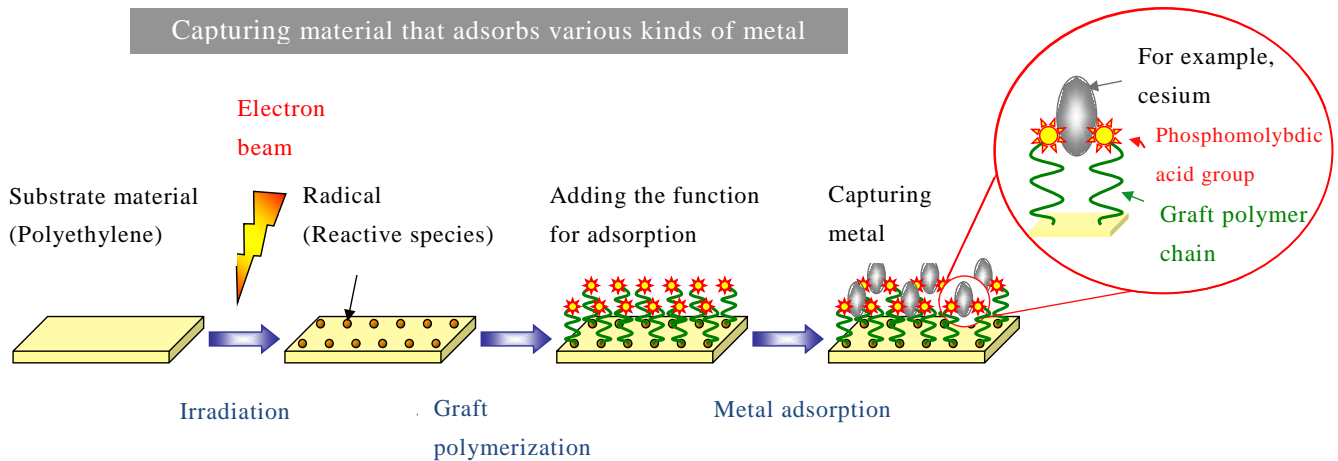 Capturing material that adsorbs various kinds of metal
For example,
cesium
Phosphomolybdic
acid group
Graft polymer
chain
Electron
beam
Substrate material
(Polyethylene)
Radical
(Reactive species)
Adding the function
for adsorption
Capturing
metal
Irradiation
Graft
polymerization
Metal adsorption